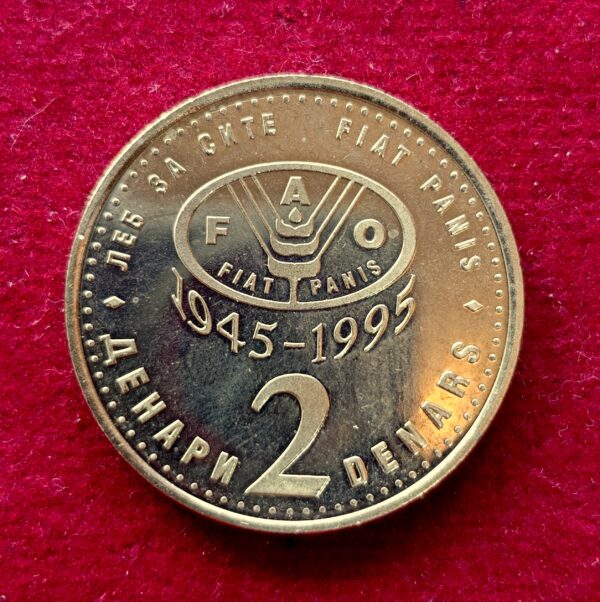 ЛЕБ ЗА СИТЕ FIAT PANIS
F A O
FIAT PANIS
1945-1995
2
ДЕНАРИ DENARS